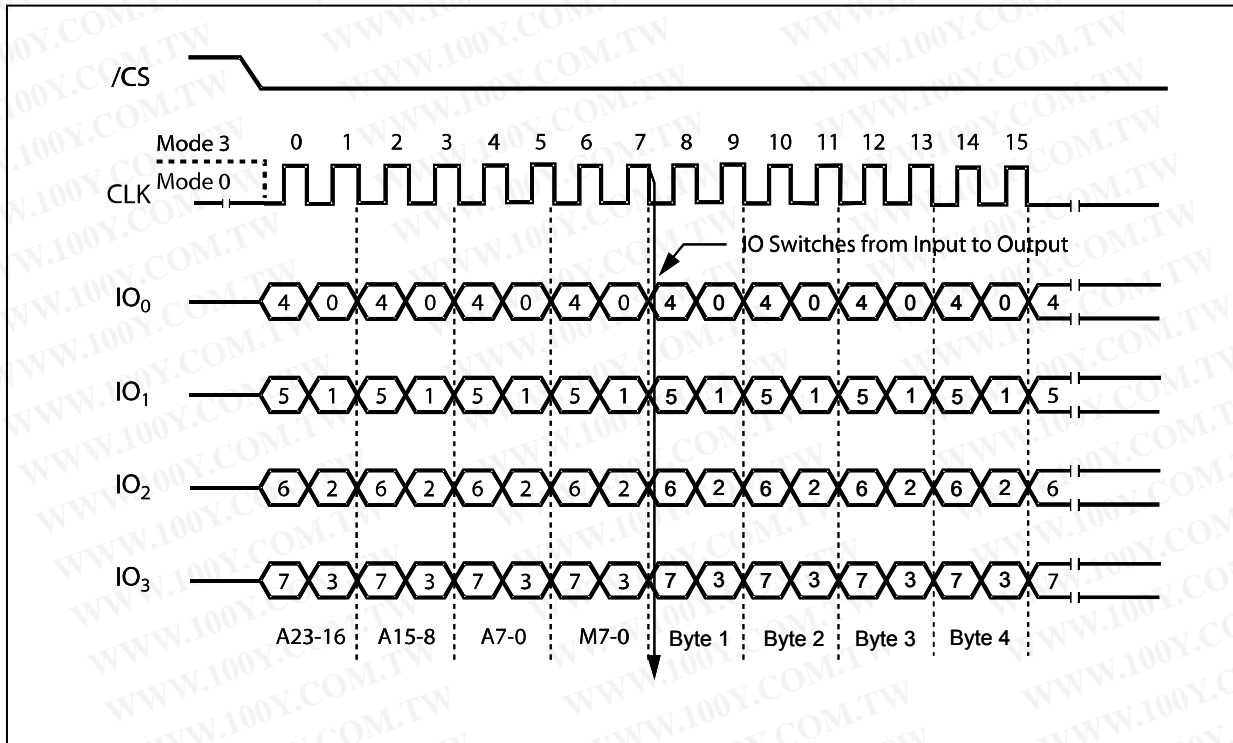 /CS
Mode 3
0 1 2 3 4 5 6 7 8 9 10 11 12 13 14 15
Mode 0
CLK
IO Switches from Input to Output
IO0 4 0 4 0 4 0 4 0 4 0 4 0 4 0 4 0 4
IO1 5 1 5 1 5 1 5 1 5 1 5 1 5 1 5 1 5
IO2 6 2 6 2 6 2 6 2 6 2 6 2 6 2 6 2 6
IO3 7 3 7 3 7 3 7 3 7 3 7 3 7 3 7 3 7
A23-16 A15-8 A7-0 M7-0 Byte 1 Byte 2 Byte 3 Byte 4
WWW.100Y.COM.TW